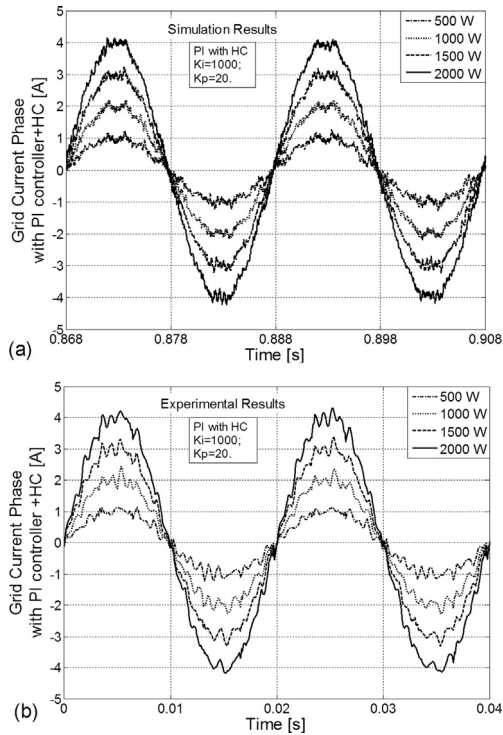 Grid Current Phase
with PI controller+HC [A]
5
4
3
2
1
0
-1
-2
-3
-4
-5
Simulation Results
PI with HC
Ki=1000;
Kp=20.
500 W
1000 W
1500 W
2000 W
0.868
0.878
0.888
0.898
0.908
Time [s]
(a)
Grid Current Phase
with PI controller +HC [A]
5
4
3
2
1
0
-1
-2
-3
-4
-5
Experimental Results
PI with HC
Ki=1000;
Kp=20.
500 W
1000 W
1500 W
2000 W
0
0.01
0.02
0.03
0.04
Time [s]
(b)